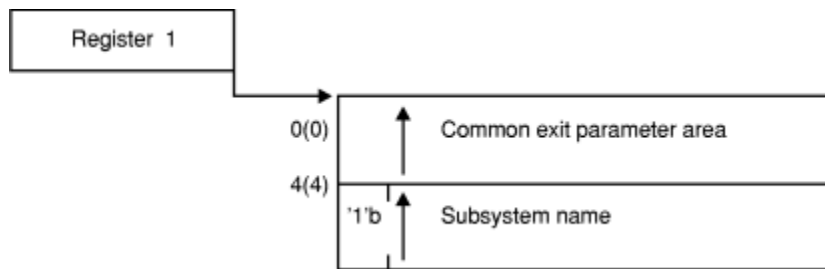 Register 1
0(0) Common exit parameter area
4(4)
'1'b Subsystem name